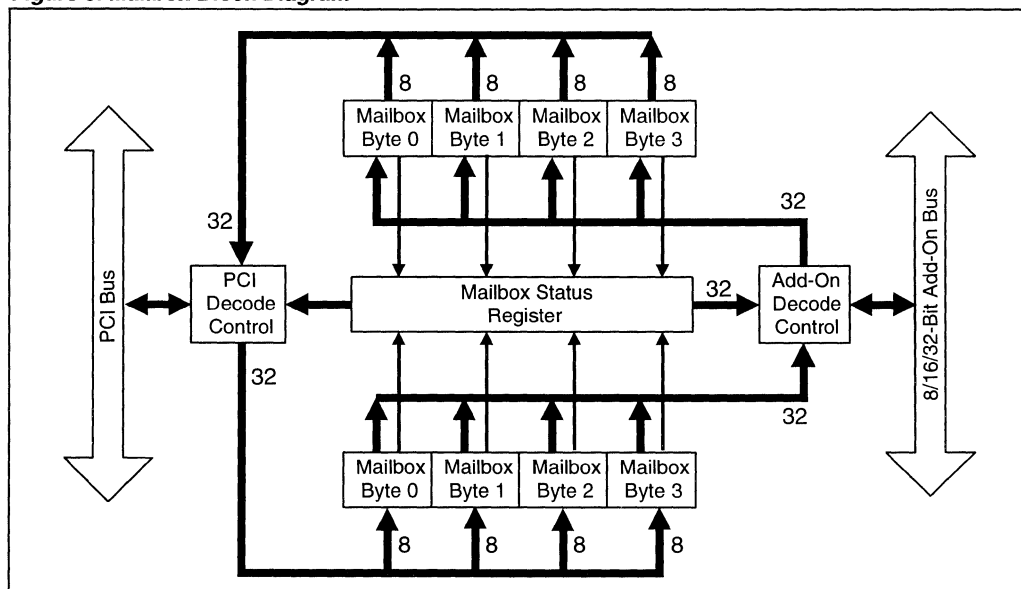 8 8 8 8
Mailbox Byte 0
Mailbox Byte 1
Mailbox Byte 2
Mailbox Byte 3
32
32
PCI Bus
PCI Decode Control
Mailbox Status Register
32
Add-On Decode Control
8/16/32-Bit Add-On Bus
32
32
Mailbox Byte 0
Mailbox Byte 1
Mailbox Byte 2
Mailbox Byte 3
8 8 8 8